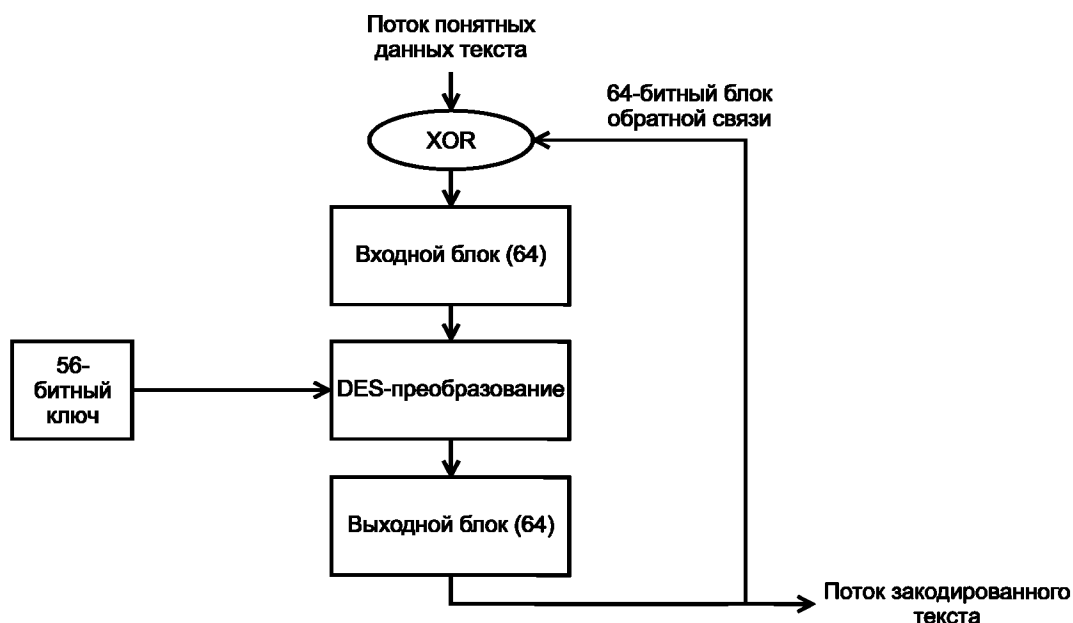 Поток понятных
данных текста
64-битный блок
обратной связи
XOR
Входной блок (64)
56-
битный
ключ
DES-преобразование
Выходной блок (64)
Поток закодированного
текста